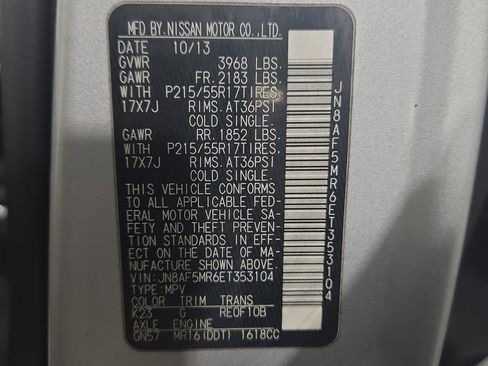 MFD BY.NISSAN MOTOR CO.,LTD.
DATE 10/13
GVWR 3968 LBS.
GAWR FR.2183 LBS.
WITH P215/55R17TIRES,
17X7J RIMS,AT36PSI
COLD SINGLE.
GAWR RR.1852 LBS.
WITH P215/55R17TIRES,
17X7J RIMS,AT36PSI
COLD SINGLE.
THIS VEHICLE CONFORMS
TO ALL APPLICABLE FED-
ERAL MOTOR VEHICLE SA-
FETY AND THEFT PREVEN-
TION STANDARDS IN EFF-
ECT ON THE DATE OF MA-
NUFACTURE SHOWN ABOVE.
VIN:JN8AF5MR6ET353104
TYPE:MPV
COLOR TRIM TRANS
K23 G RE0F10B
AXLE ENGINE
GN57 MR16(DDT) 1618CC
JN8AF5MR6ET353104